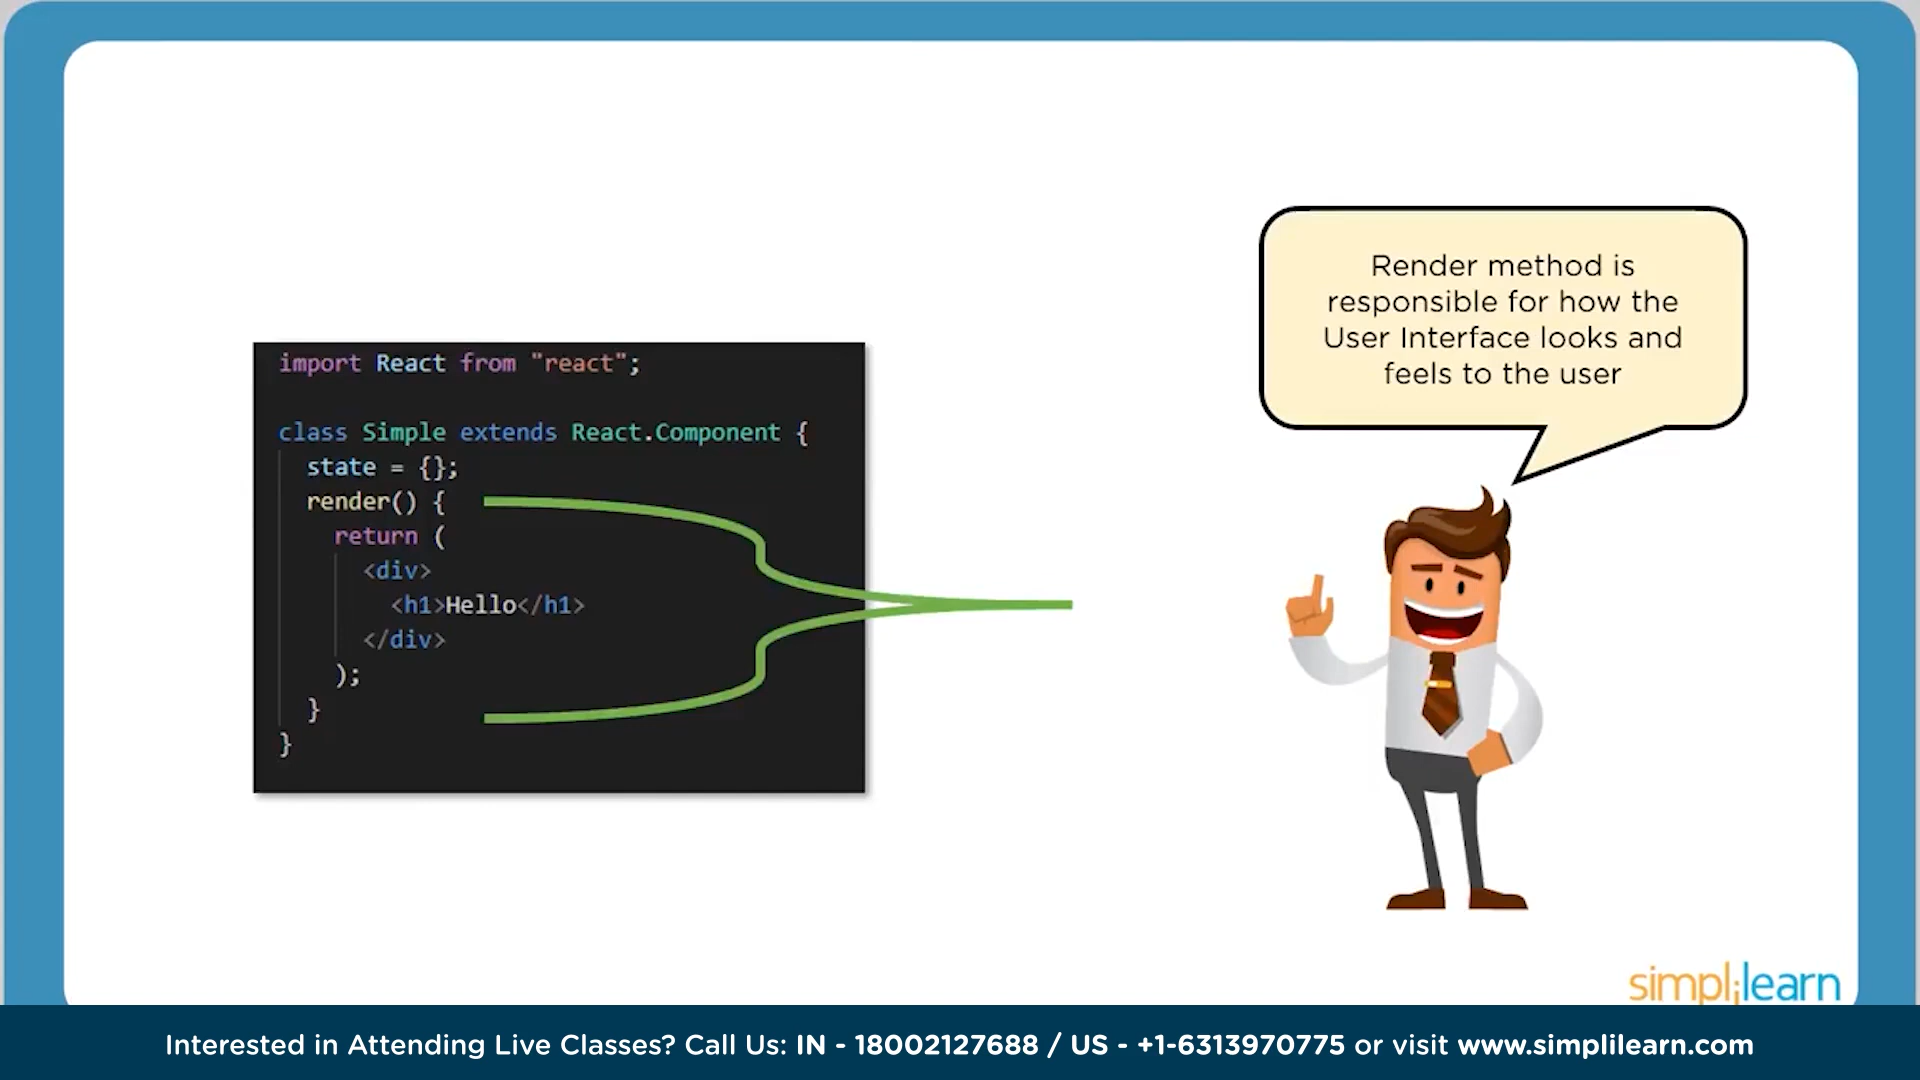 import React from "react";
class Simple extends React.Component {
state = {};
render() {
return (
<div>
<h1>Hello</h1>
</div>
);
}
}
Render method is
responsible for how the
User Interface looks and
feels to the user
simplilearn
Interested in Attending Live Classes? Call Us: IN - 18002127688 / US - +1-6313970775 or visit www.simplilearn.com